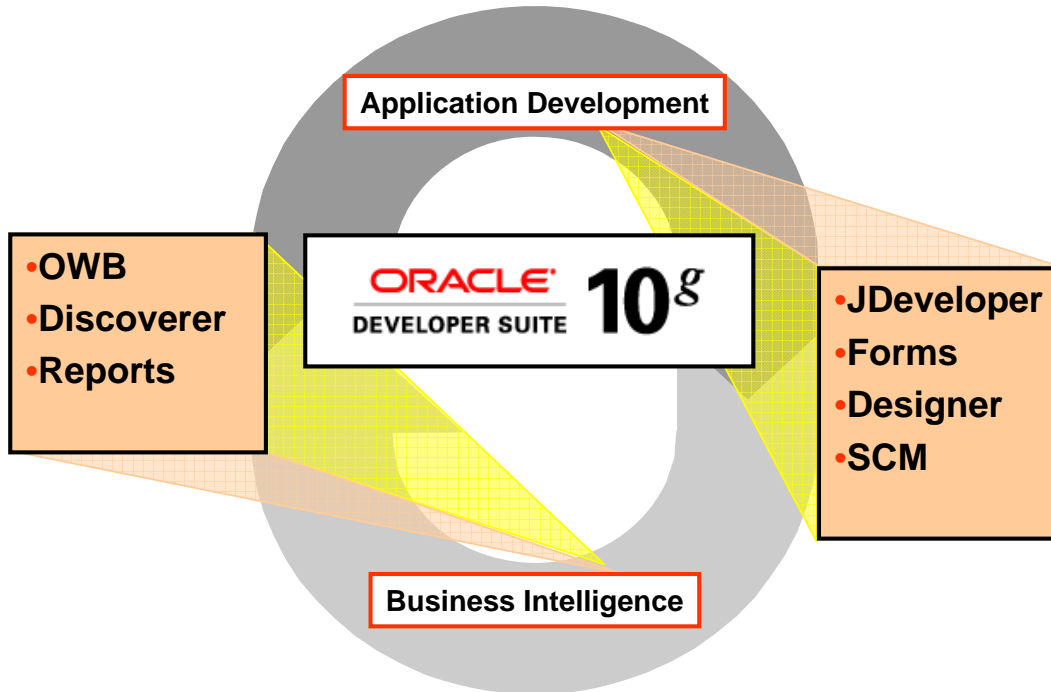 Application Development
•OWB
•Discoverer
•Reports
ORACLE
DEVELOPER SUITE 10g
•JDeveloper
•Forms
•Designer
•SCM
Business Intelligence